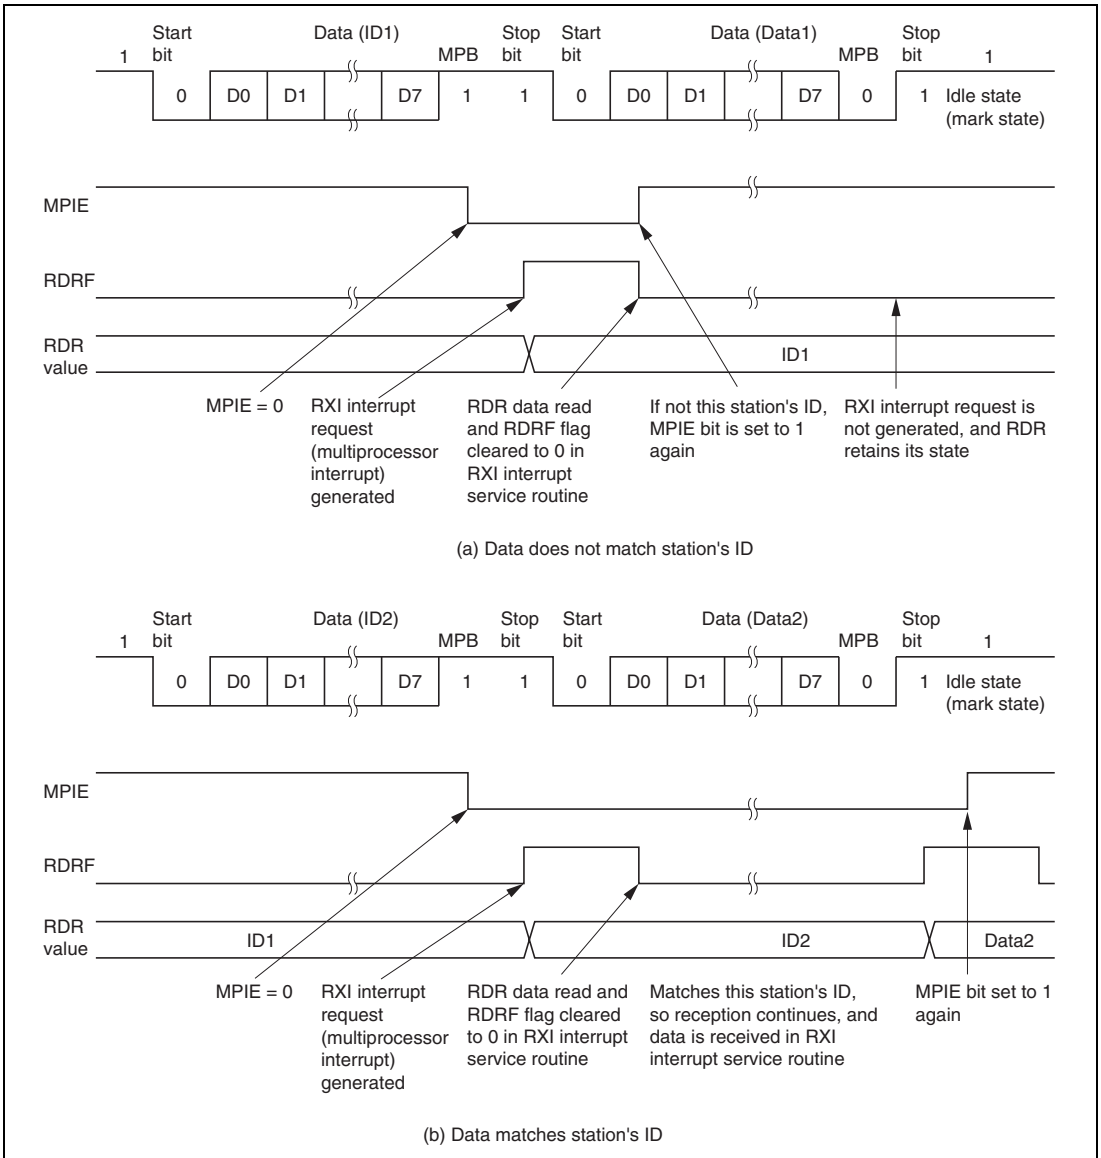 Start Data (ID1) Stop Start Data (Data1) Stop
1 bit MPB bit bit MPB bit 1
0 D0 D1 D7 1 1 0 D0 D1 D7 0 1 Idle state
(mark state)
MPIE
RDRF
RDR
value
ID1
MPIE = 0
RXI interrupt
request
(multiprocessor
interrupt)
generated
RDR data read
and RDRF flag
cleared to 0 in
RXI interrupt
service routine
If not this station's ID,
MPIE bit is set to 1
again
RXI interrupt request is
not generated, and RDR
retains its state
(a) Data does not match station's ID
Start Data (ID2) Stop Start Data (Data2) Stop
1 bit MPB bit bit MPB bit 1
0 D0 D1 D7 1 1 0 D0 D1 D7 0 1 Idle state
(mark state)
MPIE
RDRF
RDR
value
ID1 ID2 Data2
MPIE = 0
RXI interrupt
request
(multiprocessor
interrupt)
generated
RDR data read and
RDRF flag cleared
to 0 in RXI interrupt
service routine
Matches this station's ID,
so reception continues, and
data is received in RXI
interrupt service routine
MPIE bit set to 1
again
(b) Data matches station's ID